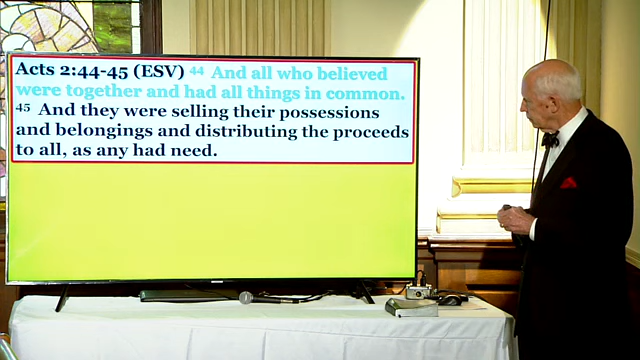 Acts 2:44-45 (ESV) 44 And all who believed
were together and had all things in common.
45 And they were selling their possessions
and belongings and distributing the proceeds
to all, as any had need.